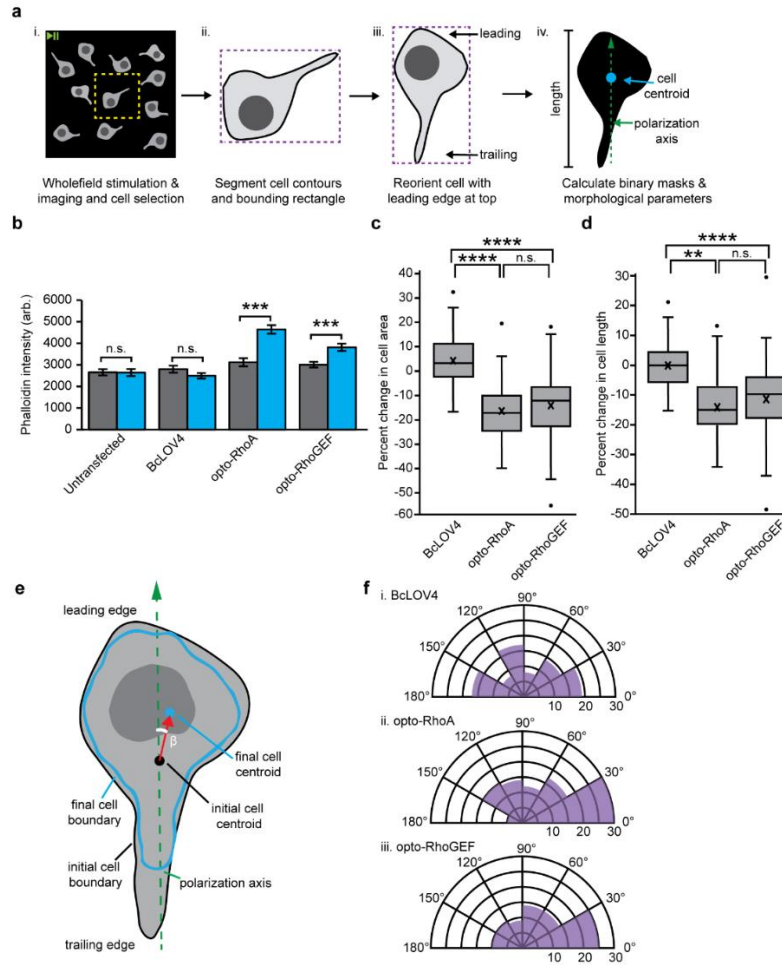 a
i.
ii.
iii.
iv.
leading
trailing
length
cell
centroid
polarization
axis
Wholefield stimulation &
imaging and cell selection
Segment cell contours
and bounding rectangle
Reorient cell with
leading edge at top
Calculate binary masks &
morphological parameters
b
Phalloidin intensity (arb.)
6000
5000
4000
3000
2000
1000
0
n.s.
n.s.
***
***
Untransfected
BcLOV4
opto-RhoA
opto-RhoGEF
c
****
****
n.s.
Percent change in cell area
40
30
20
10
0
-10
-20
-30
-40
-50
-60
BcLOV4
opto-RhoA
opto-RhoGEF
d
****
**
n.s.
Percent change in cell length
30
20
10
0
-10
-20
-30
-40
-50
BcLOV4
opto-RhoA
opto-RhoGEF
e
leading edge
β
final cell
centroid
final cell
boundary
initial cell
centroid
initial cell
boundary
polarization axis
trailing edge
f
i. BcLOV4
90°
120°
60°
150°
30°
180°
0°
10 20 30
ii. opto-RhoA
90°
120°
60°
150°
30°
180°
0°
10 20 30
iii. opto-RhoGEF
90°
120°
60°
150°
30°
180°
0°
10 20 30